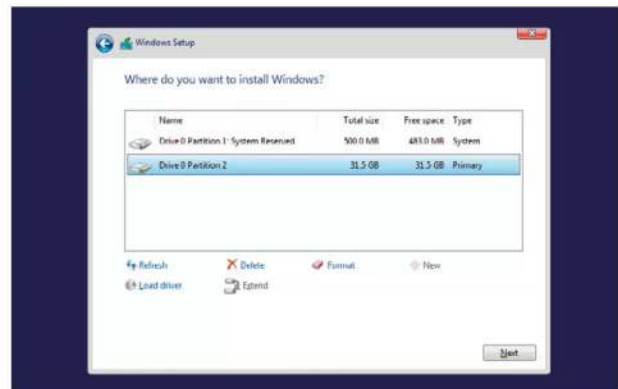 Windows Setup
Where do you want to install Windows?
Name Total size Free space Type
Drive 0 Partition 1: System Reserved 500.0 MB 483.0 MB System
Drive 0 Partition 2 31.5 GB 31.5 GB Primary
Refresh Delete Format New
Load driver Extend
Next